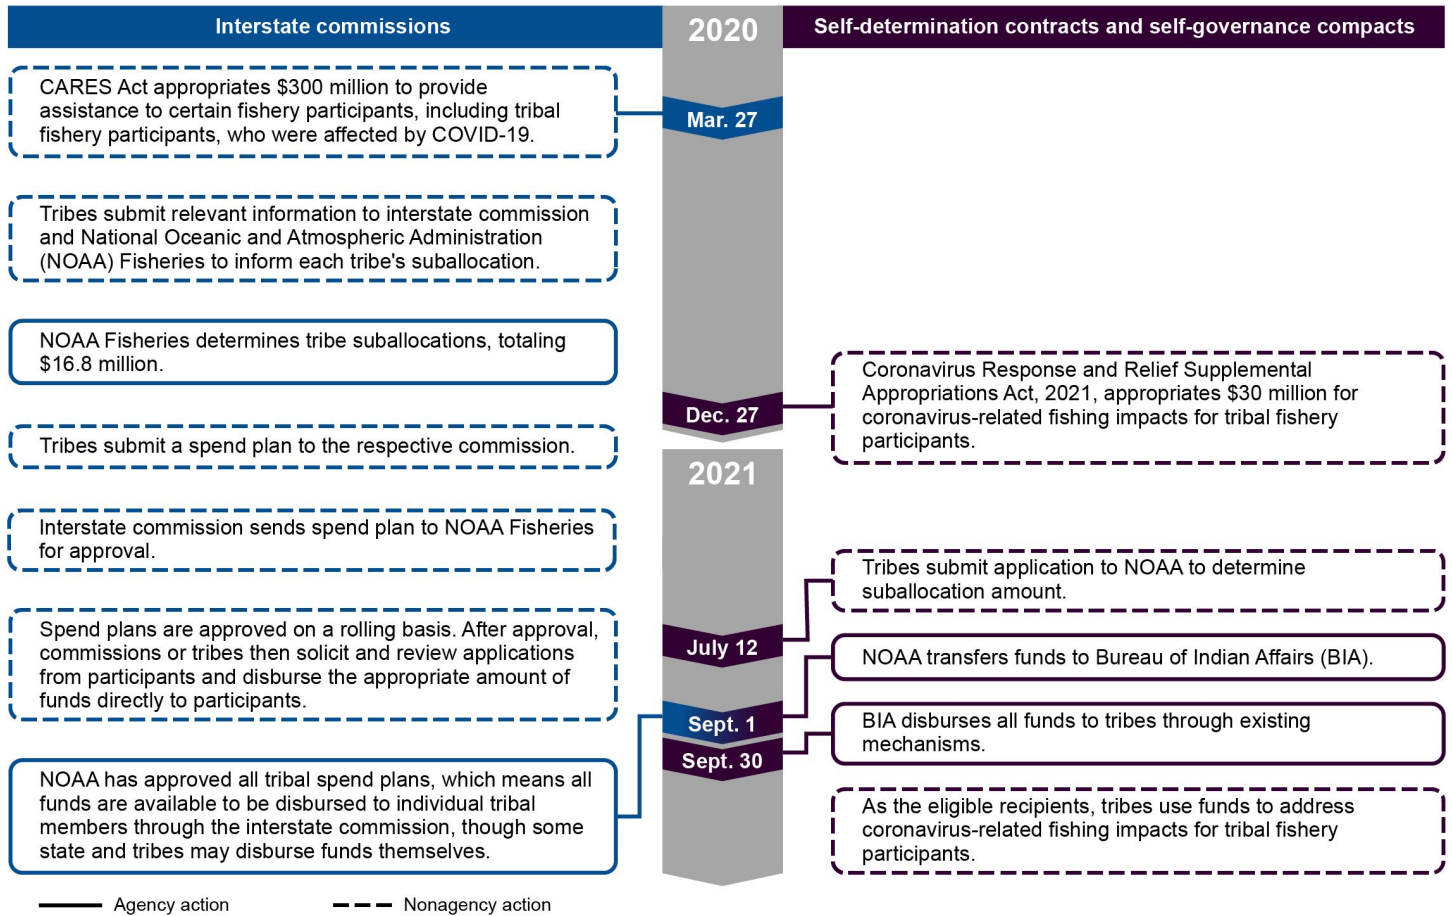 Interstate commissions
2020
Self-determination contracts and self-governance compacts
CARES Act appropriates $300 million to provide
assistance to certain fishery participants, including tribal
fishery participants, who were affected by COVID-19.
Mar. 27
Tribes submit relevant information to interstate commission
and National Oceanic and Atmospheric Administration
(NOAA) Fisheries to inform each tribe's suballocation.
NOAA Fisheries determines tribe suballocations, totaling
$16.8 million.
Dec. 27
Coronavirus Response and Relief Supplemental
Appropriations Act, 2021, appropriates $30 million for
coronavirus-related fishing impacts for tribal fishery
participants.
Tribes submit a spend plan to the respective commission.
2021
Interstate commission sends spend plan to NOAA Fisheries
for approval.
Tribes submit application to NOAA to determine
suballocation amount.
Spend plans are approved on a rolling basis. After approval,
commissions or tribes then solicit and review applications
from participants and disburse the appropriate amount of
funds directly to participants.
July 12
NOAA transfers funds to Bureau of Indian Affairs (BIA).
Sept. 1
BIA disburses all funds to tribes through existing
mechanisms.
Sept. 30
NOAA has approved all tribal spend plans, which means all
funds are available to be disbursed to individual tribal
members through the interstate commission, though some
state and tribes may disburse funds themselves.
As the eligible recipients, tribes use funds to address
coronavirus-related fishing impacts for tribal fishery
participants.
Agency action
Nonagency action